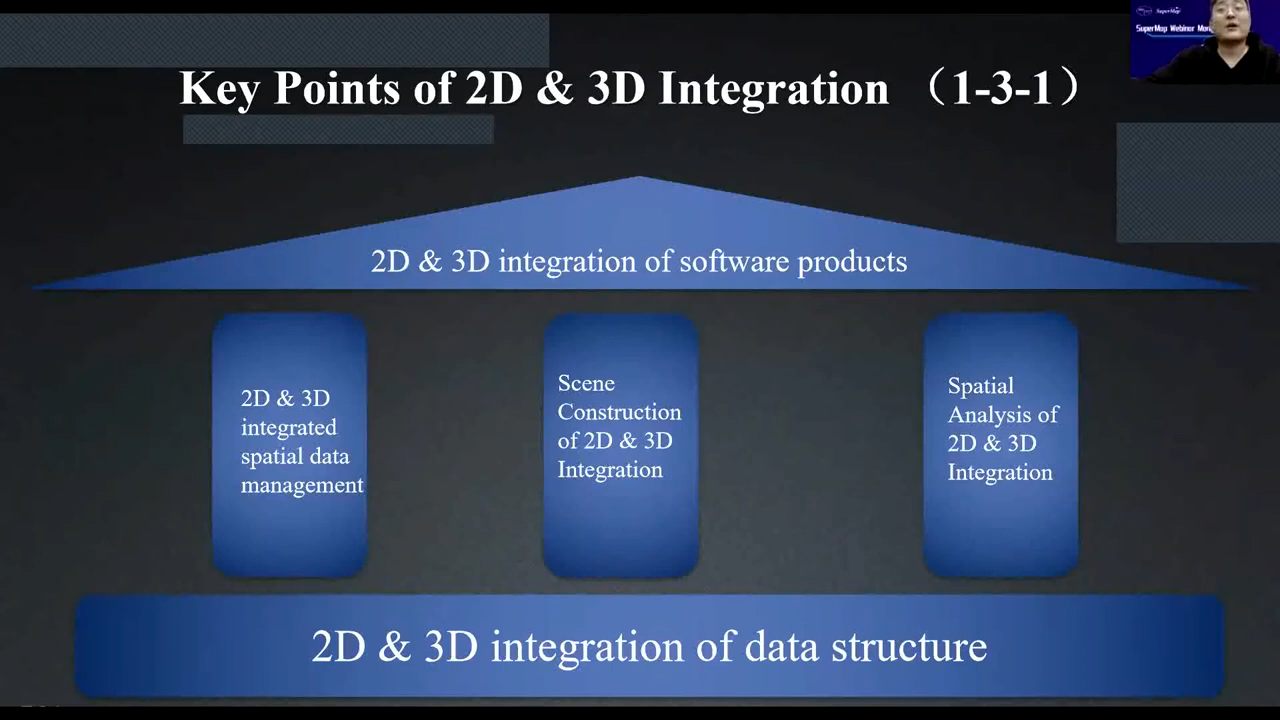 SuperMap
SuperMap Webinar
Key Points of 2D & 3D Integration （1-3-1）
2D & 3D integration of software products
2D & 3D
integrated
spatial data
management
Scene
Construction
of 2D & 3D
Integration
Spatial
Analysis of
2D & 3D
Integration
2D & 3D integration of data structure